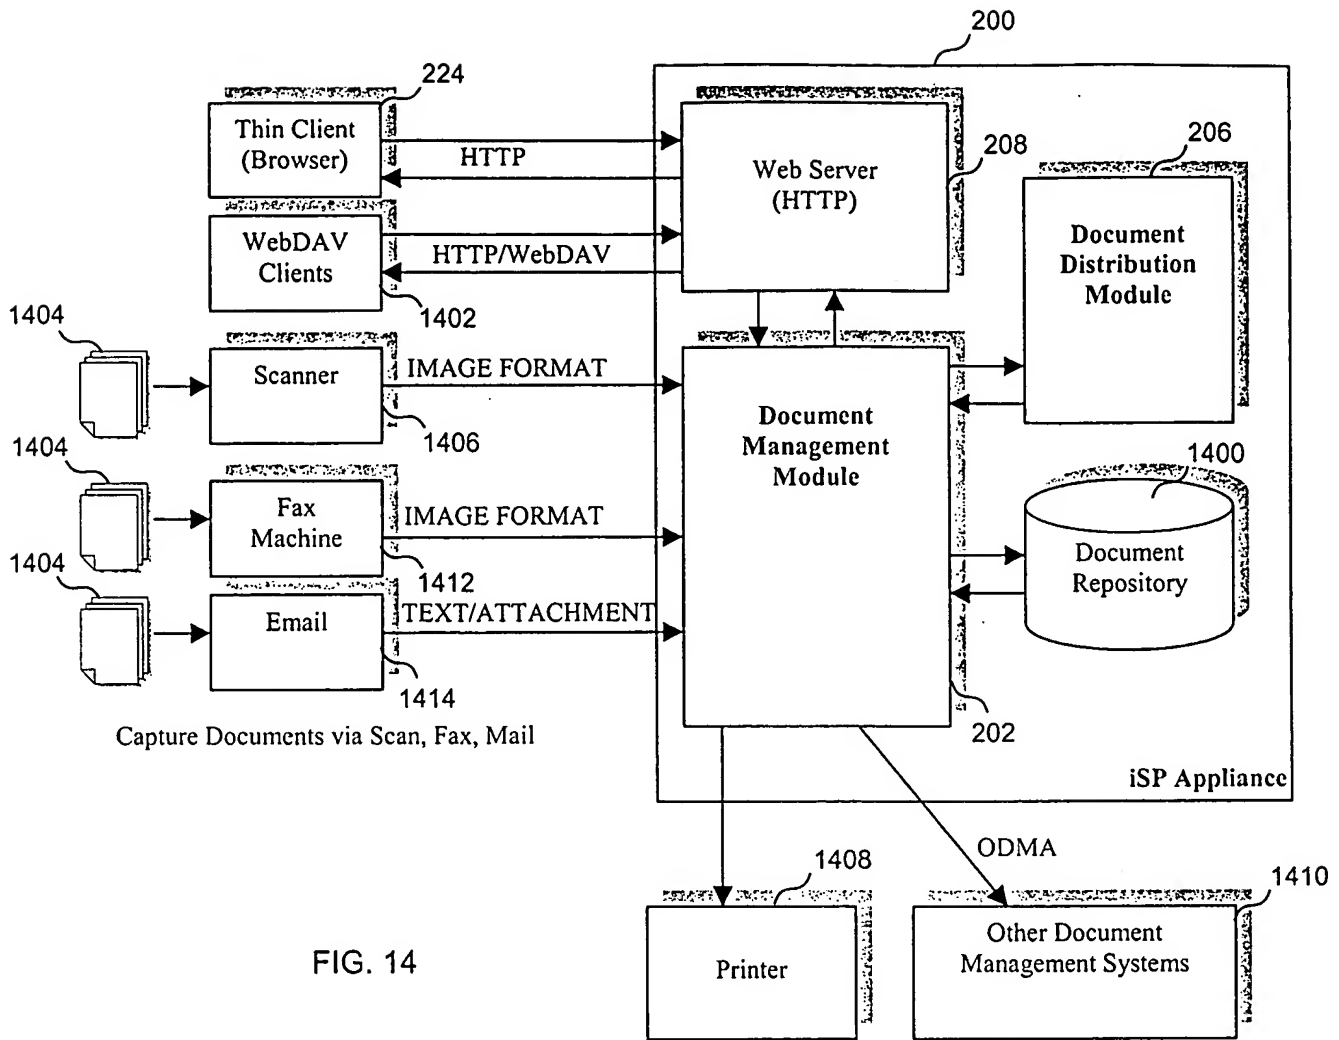 200
224
Thin Client
(Browser)
HTTP
Web Server
(HTTP)
208
206
WebDAV
Clients
HTTP/WebDAV
1402
Document
Distribution
Module
1404
Scanner
IMAGE FORMAT
1406
Document
Management
Module
1404
Fax
Machine
IMAGE FORMAT
1412
1400
Document
Repository
1404
Email
TEXT/ATTACHMENT
1414
202
Capture Documents via Scan, Fax, Mail
iSP Appliance
ODMA
1408
1410
Printer
Other Document
Management Systems
FIG. 14